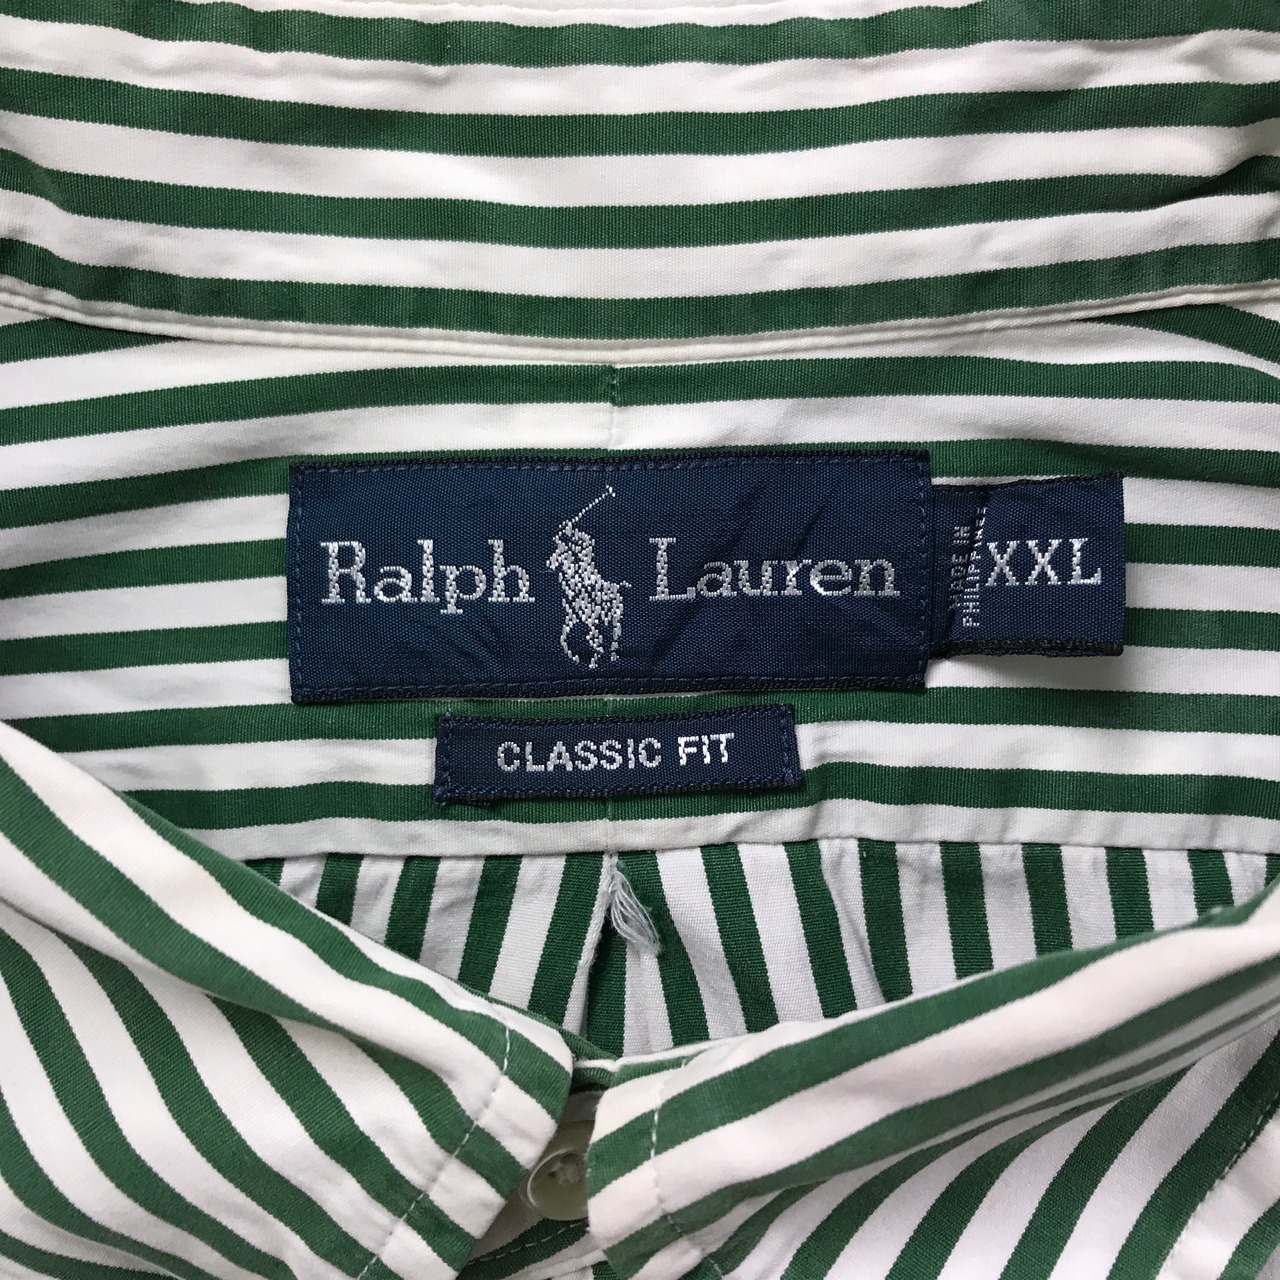 Ralph Lauren
MADE IN
PHILIPPINES
XXL
CLASSIC FIT